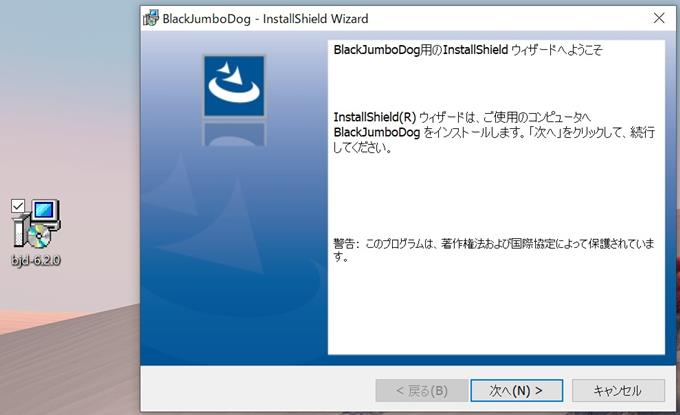 BlackJumboDog - InstallShield Wizard
BlackJumboDog用のInstallShield ウィザードへようこそ
InstallShield(R) ウィザードは、ご使用のコンピュータへ
BlackJumboDog をインストールします。「次へ」をクリックして、続行
してください。
警告: このプログラムは、著作権法および国際協定によって保護されていま
す。
bjd-6.2.0
< 戻る(B)
次へ(N) >
キャンセル